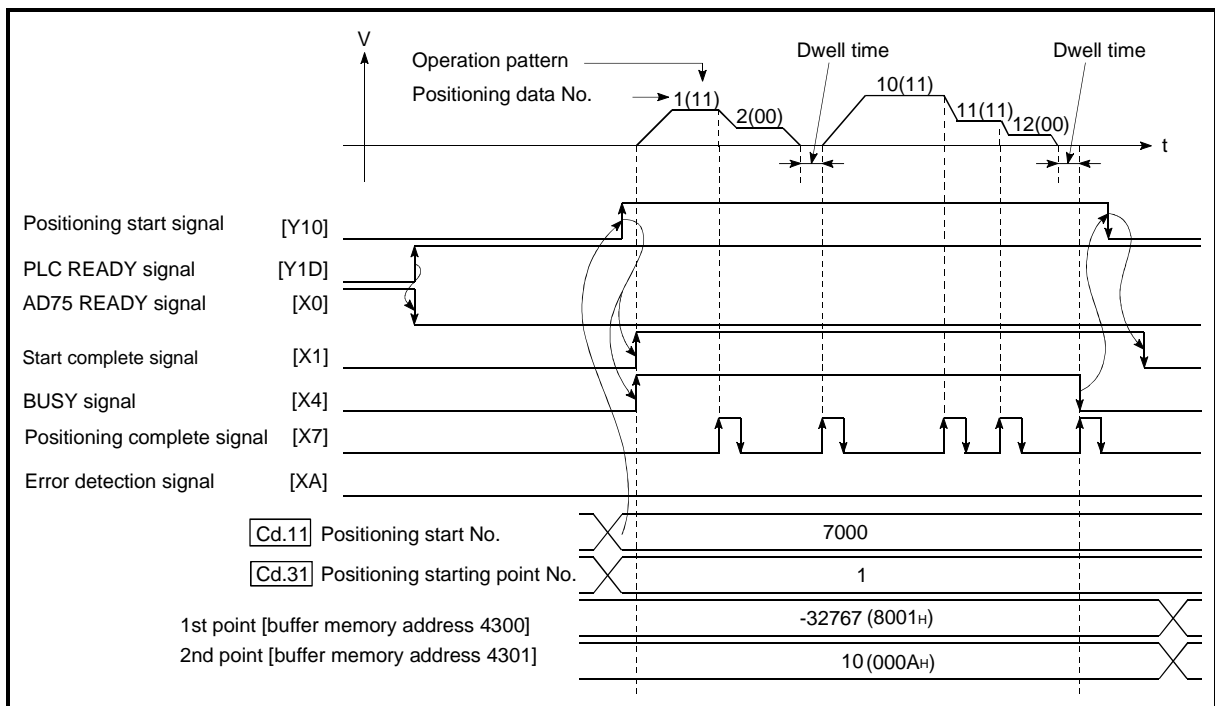 V
Operation pattern
Dwell time
Dwell time
Positioning data No.
1(11)
2(00)
10(11)
11(11)
12(00)
t
Positioning start signal [Y10]
PLC READY signal [Y1D]
AD75 READY signal [X0]
Start complete signal [X1]
BUSY signal [X4]
Positioning complete signal [X7]
Error detection signal [XA]
Cd.11 Positioning start No. 7000
Cd.31 Positioning starting point No. 1
1st point [buffer memory address 4300] -32767 (8001H)
2nd point [buffer memory address 4301] 10 (000AH)